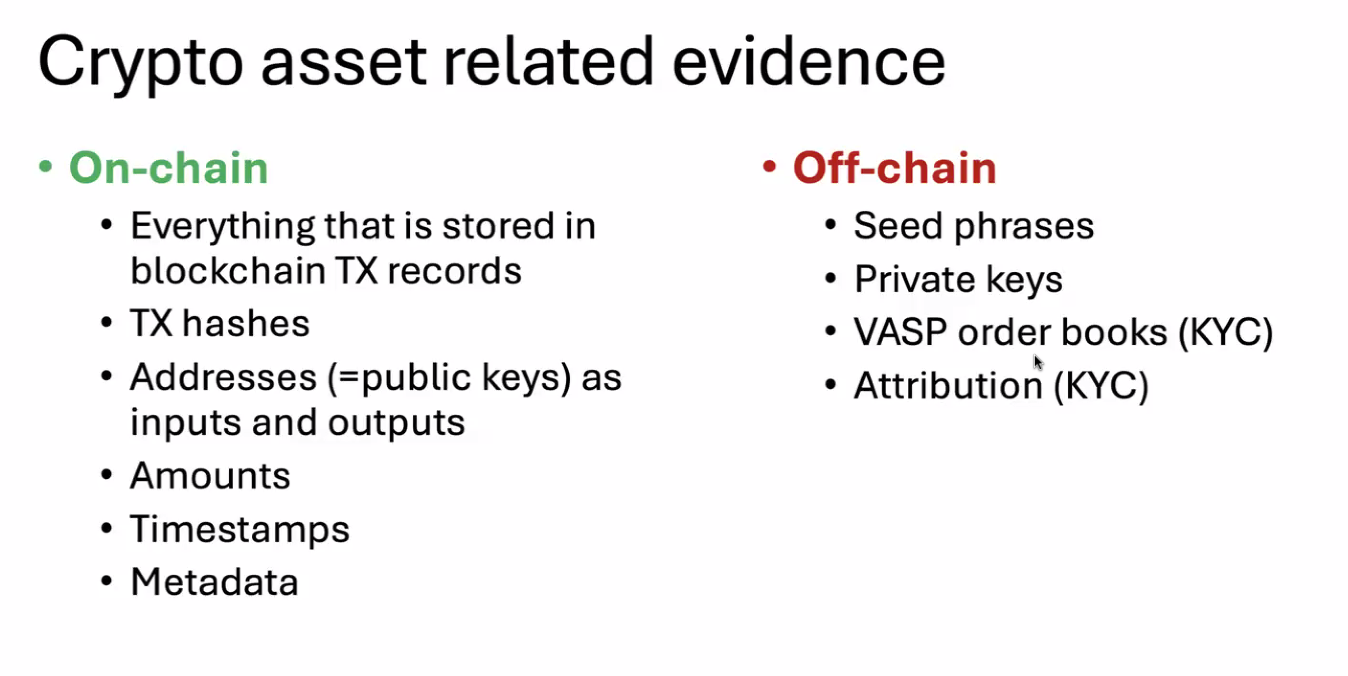 Crypto asset related evidence
• On-chain
• Everything that is stored in
blockchain TX records
• TX hashes
• Addresses (=public keys) as
inputs and outputs
• Amounts
• Timestamps
• Metadata
• Off-chain
• Seed phrases
• Private keys
• VASP order books (KYC)
• Attribution (KYC)